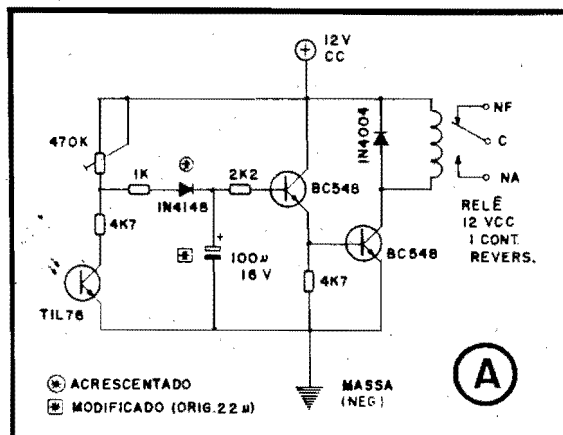 12V
CC
470K
1K
1N4148
2K2
BC548
1N4004
NF
C
NA
RELÊ
12 VCC
1 CONT.
REVERS.
4K7
+
100µ
16 V
4K7
BC548
TIL78
ACRESCENTADO
MODIFICADO (ORIG. 22µ)
MASSA
(NEG)
A